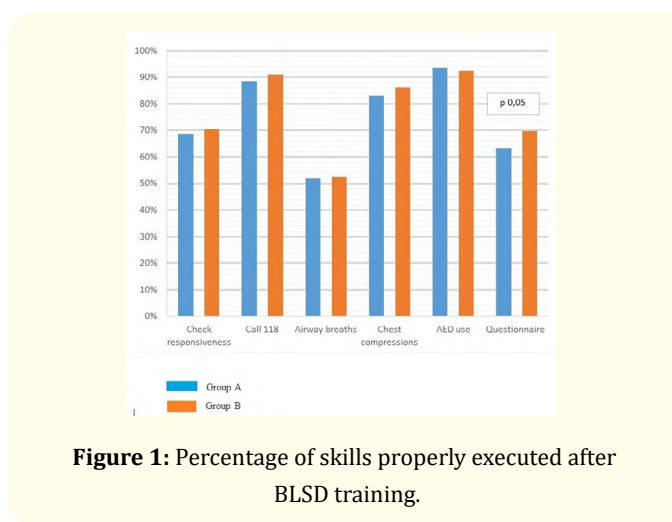 100%
90%
80%
70%
60%
50%
40%
30%
20%
10%
0%
p 0,05
Check responsiveness
Call 118
Airway breaths
Chest compressions
AED use
Questionnaire
Group A
Group B
Figure 1: Percentage of skills properly executed after
BLSD training.